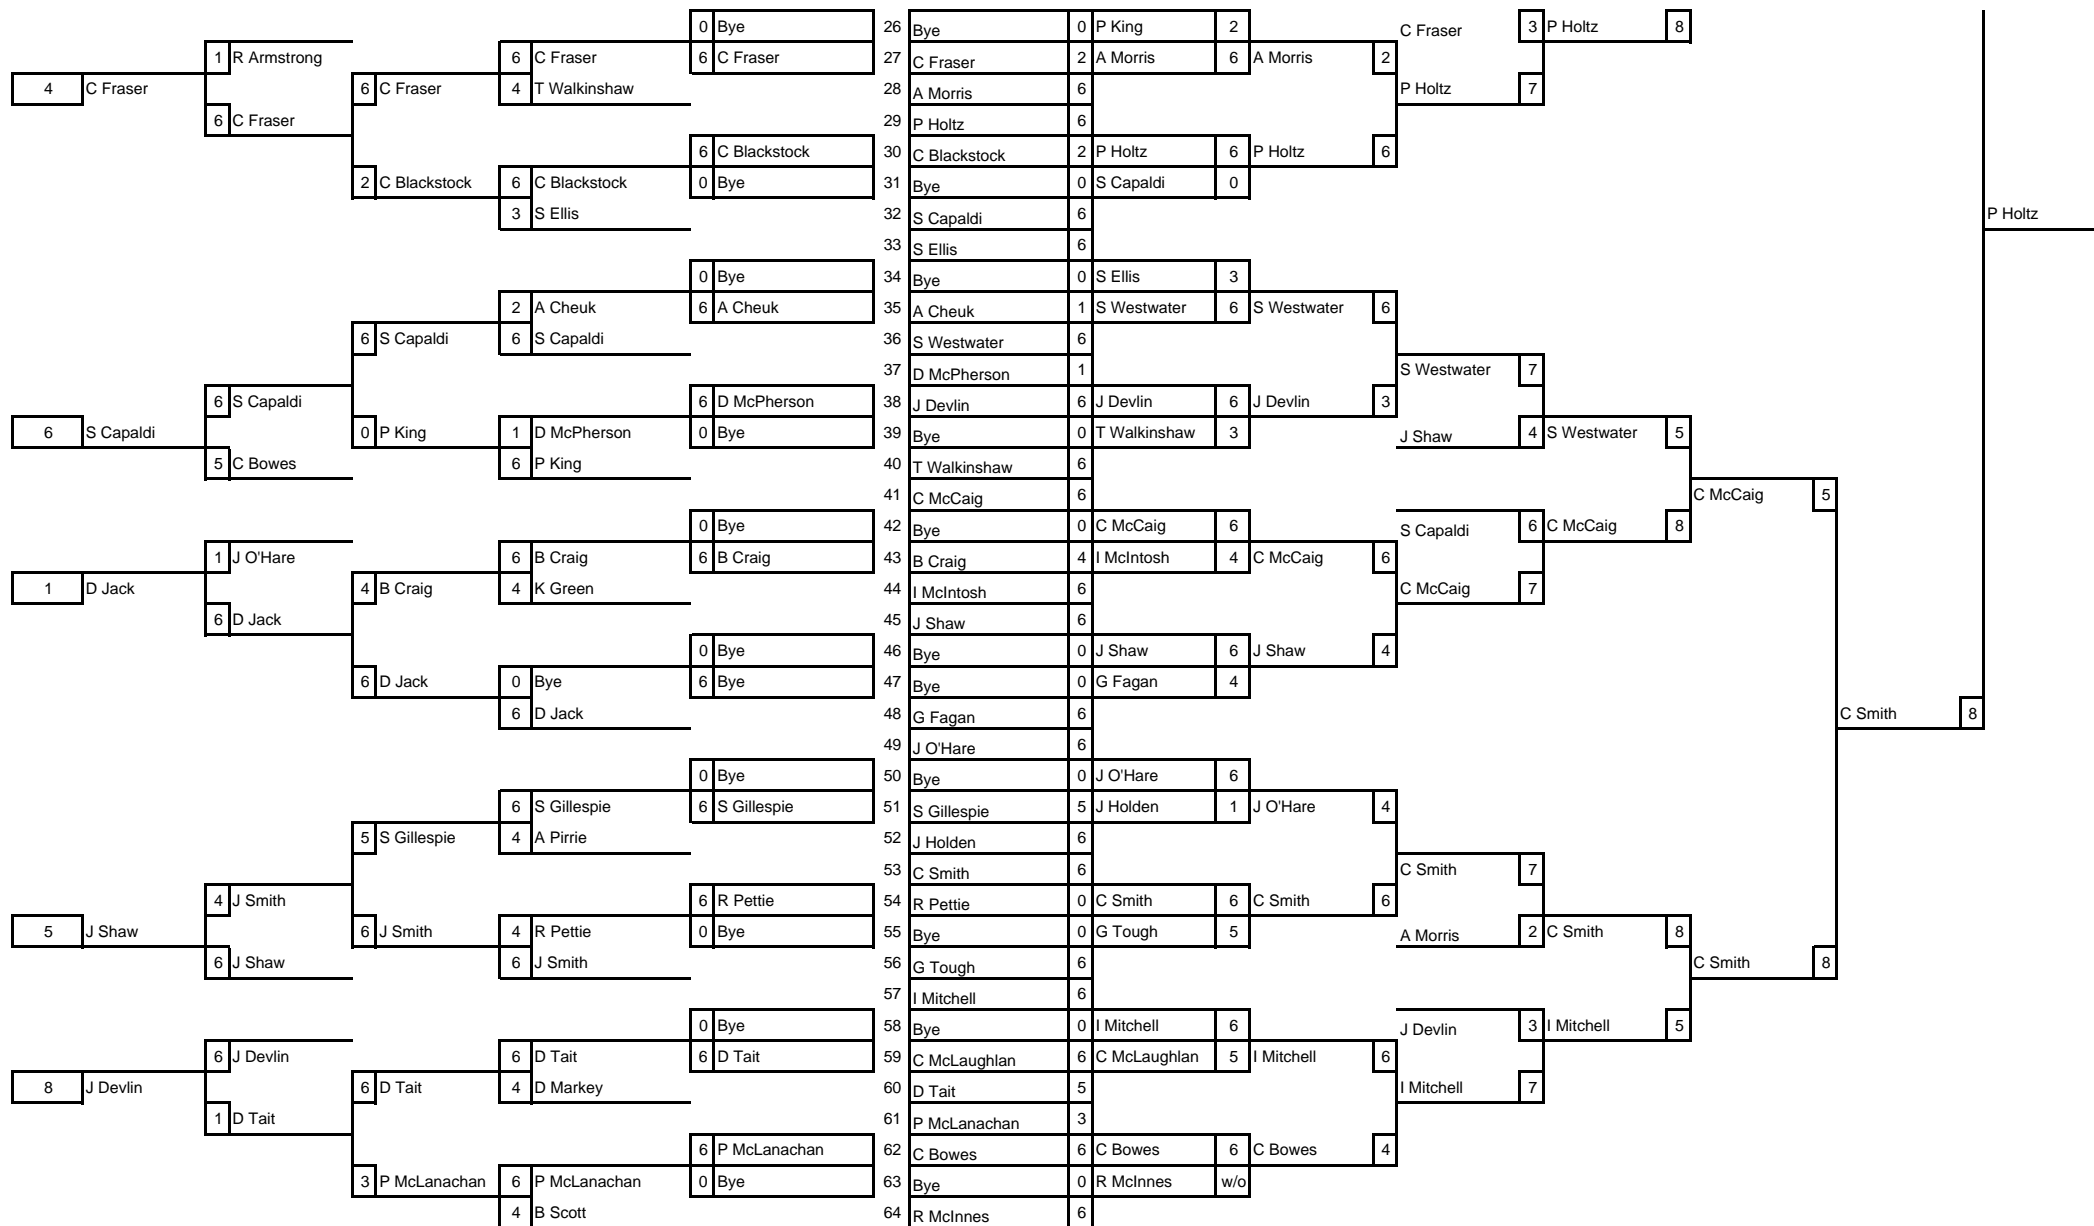 0 Bye 26 Bye 0 P King 2 C Fraser 3 P Holtz 8
1 R Armstrong 6 C Fraser 6 C Fraser 27 C Fraser 2 A Morris 6 A Morris 2
4 C Fraser 6 C Fraser 4 T Walkinshaw 28 A Morris 6 P Holtz 7
6 C Fraser 29 P Holtz 6
6 C Blackstock 30 C Blackstock 2 P Holtz 6 P Holtz 6
2 C Blackstock 6 C Blackstock 0 Bye 31 Bye 0 S Capaldi 0
3 S Ellis 32 S Capaldi 6 P Holtz
33 S Ellis 6
0 Bye 34 Bye 0 S Ellis 3
2 A Cheuk 6 A Cheuk 35 A Cheuk 1 S Westwater 6 S Westwater 6
6 S Capaldi 6 S Capaldi 36 S Westwater 6
37 D McPherson 1 S Westwater 7
6 S Capaldi 6 D McPherson 38 J Devlin 6 J Devlin 6 J Devlin 3
6 S Capaldi 0 P King 1 D McPherson 0 Bye 39 Bye 0 T Walkinshaw 3 J Shaw 4 S Westwater 5
5 C Bowes 6 P King 40 T Walkinshaw 6
41 C McCaig 6 C McCaig 5
0 Bye 42 Bye 0 C McCaig 6 S Capaldi 6 C McCaig 8
1 J O'Hare 6 B Craig 6 B Craig 43 B Craig 4 I McIntosh 4 C McCaig 6
1 D Jack 4 B Craig 4 K Green 44 I McIntosh 6 C McCaig 7
6 D Jack 45 J Shaw 6
0 Bye 46 Bye 0 J Shaw 6 J Shaw 4
6 D Jack 0 Bye 6 Bye 47 Bye 0 G Fagan 4
6 D Jack 48 G Fagan 6 C Smith 8
49 J O'Hare 6
0 Bye 50 Bye 0 J O'Hare 6
6 S Gillespie 6 S Gillespie 51 S Gillespie 5 J Holden 1 J O'Hare 4
5 S Gillespie 4 A Pirrie 52 J Holden 6
53 C Smith 6 C Smith 7
4 J Smith 6 R Pettie 54 R Pettie 0 C Smith 6 C Smith 6
5 J Shaw 6 J Smith 4 R Pettie 0 Bye 55 Bye 0 G Tough 5 A Morris 2 C Smith 8
6 J Shaw 6 J Smith 56 G Tough 6 C Smith 8
57 I Mitchell 6
0 Bye 58 Bye 0 I Mitchell 6 J Devlin 3 I Mitchell 5
6 J Devlin 6 D Tait 6 D Tait 59 C McLaughlan 6 C McLaughlan 5 I Mitchell 6
8 J Devlin 6 D Tait 4 D Markey 60 D Tait 5 I Mitchell 7
1 D Tait 61 P McLanachan 3
6 P McLanachan 62 C Bowes 6 C Bowes 6 C Bowes 4
3 P McLanachan 6 P McLanachan 0 Bye 63 Bye 0 R McInnes w/o
4 B Scott 64 R McInnes 6